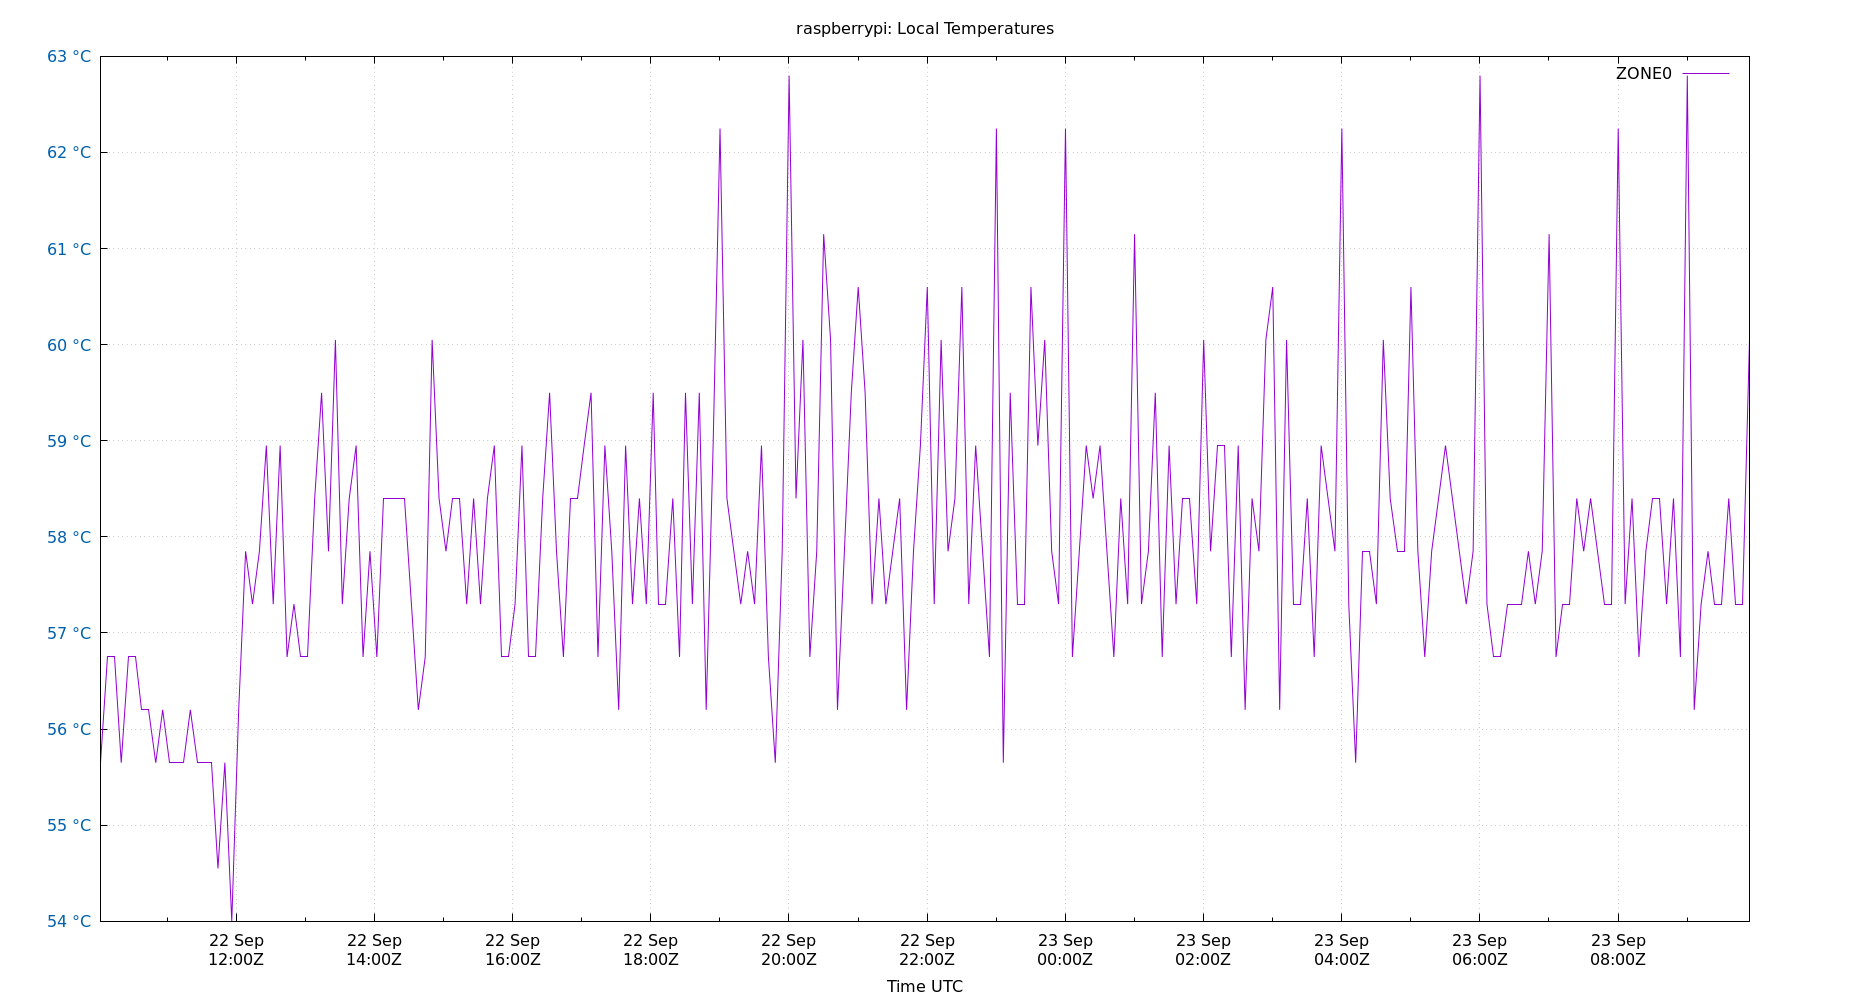 raspberrypi: Local Temperatures
63 °C
ZONE0
62 °C
61 °C
60 °C
59 °C
58 °C
57 °C
56 °C
55 °C
54 °C
22 Sep 22 Sep 22 Sep 22 Sep 22 Sep 22 Sep 23 Sep 23 Sep 23 Sep 23 Sep 23 Sep
12:00Z 14:00Z 16:00Z 18:00Z 20:00Z 22:00Z 00:00Z 02:00Z 04:00Z 06:00Z 08:00Z
Time UTC